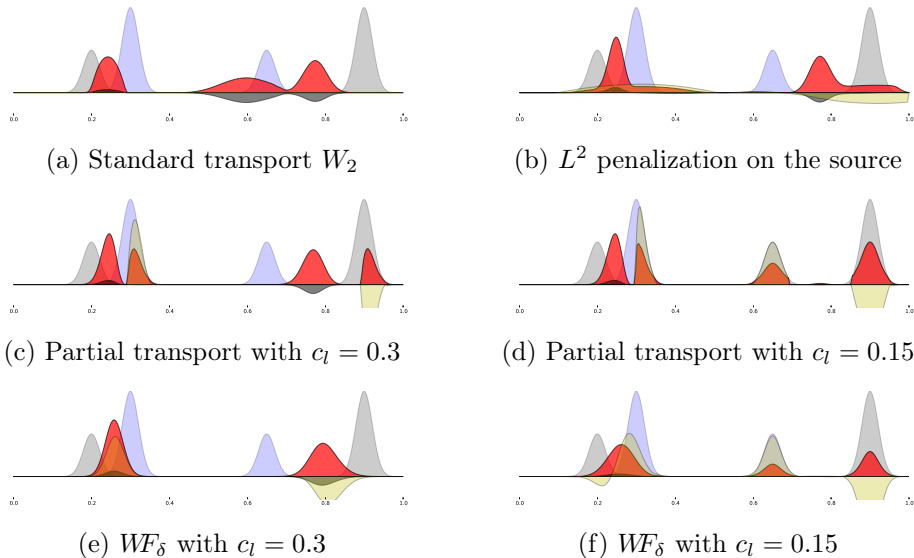 0.0 0.2 0.4 0.6 0.8 1.0 0.0 0.2 0.4 0.6 0.8 1.0
(a) Standard transport W₂ (b) L² penalization on the source
0.0 0.2 0.4 0.6 0.8 1.0 0.0 0.2 0.4 0.6 0.8 1.0
(c) Partial transport with cₗ = 0.3 (d) Partial transport with cₗ = 0.15
0.0 0.2 0.4 0.6 0.8 1.0 0.0 0.2 0.4 0.6 0.8 1.0
(e) WF_δ with cₗ = 0.3 (f) WF_δ with cₗ = 0.15